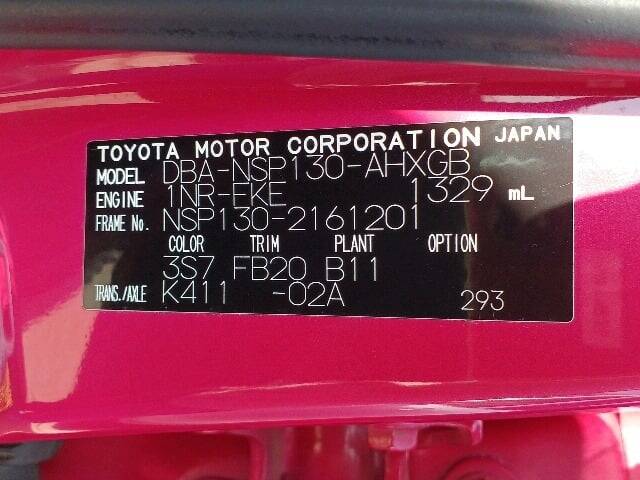 TOYOTA MOTOR CORPORATION JAPAN
MODEL DBA-NSP130-AHXGB
ENGINE 1NR-EKE 1329 mL
FRAME No. NSP130-2161201
COLOR TRIM PLANT OPTION
3S7 FB20 B11
TRANS./AXLE K411 -02A 293